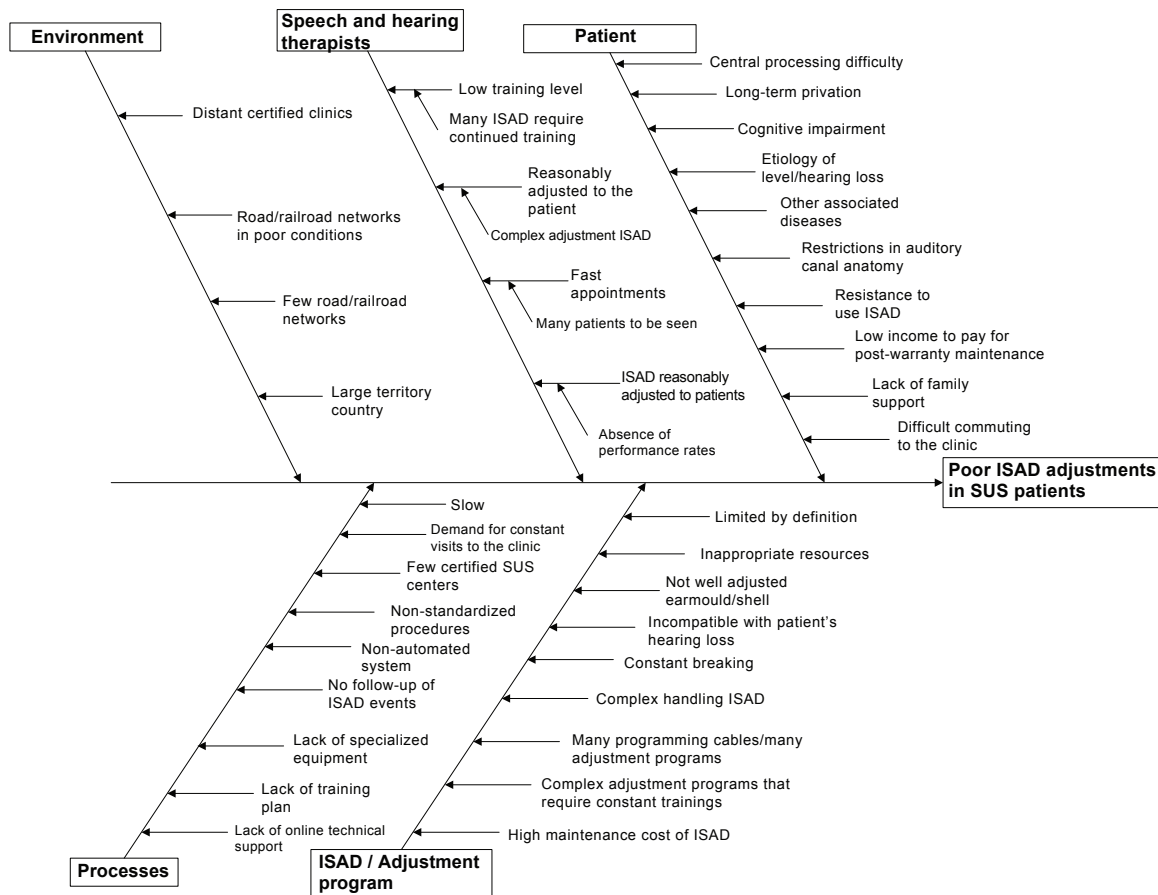 Environment
Distant certified clinics
Road/railroad networks
in poor conditions
Few road/railroad
networks
Large territory
country
Speech and hearing
therapists
Low training level
Many ISAD require
continued training
Reasonably
adjusted to the
patient
Complex adjustment ISAD
Fast
appointments
Many patients to be seen
ISAD reasonably
adjusted to patients
Absence of
performance rates
Patient
Central processing difficulty
Long-term privation
Cognitive impairment
Etiology of
level/hearing loss
Other associated
diseases
Restrictions in auditory
canal anatomy
Resistance to
use ISAD
Low income to pay for
post-warranty maintenance
Lack of family
support
Difficult commuting
to the clinic
Poor ISAD adjustments
in SUS patients
Slow
Demand for constant
visits to the clinic
Few certified SUS
centers
Non-standardized
procedures
Non-automated
system
No follow-up of
ISAD events
Lack of specialized
equipment
Lack of training
plan
Lack of online technical
support
Processes
Limited by definition
Inappropriate resources
Not well adjusted
earmould/shell
Incompatible with patient's
hearing loss
Constant breaking
Complex handling ISAD
Many programming cables/many
adjustment programs
Complex adjustment programs that
require constant trainings
High maintenance cost of ISAD
ISAD / Adjustment
program